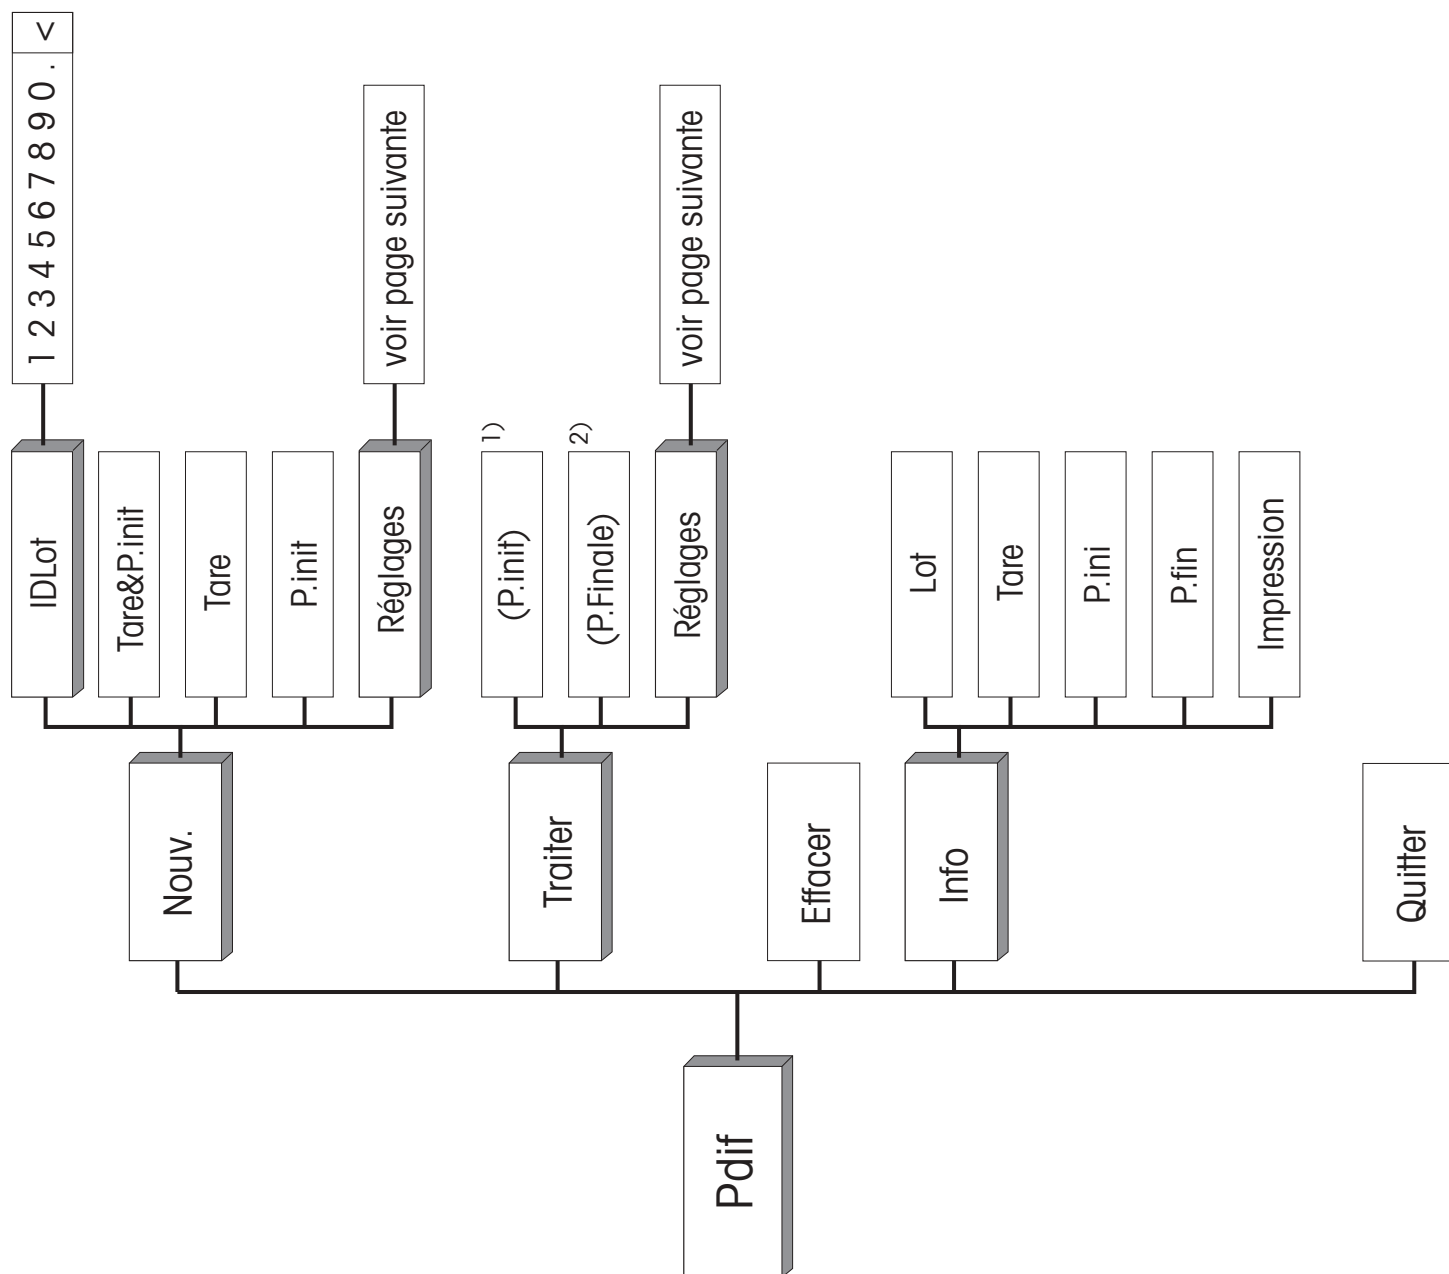 Pdif
Nouv.
IDLot
1 2 3 4 5 6 7 8 9 0 . <
Tare&P.init
Tare
P.init
Réglages
voir page suivante
Traiter
(P.init) 1)
(P.Finale) 2)
Réglages
voir page suivante
Effacer
Info
Lot
Tare
P.ini
P.fin
Impression
Quitter